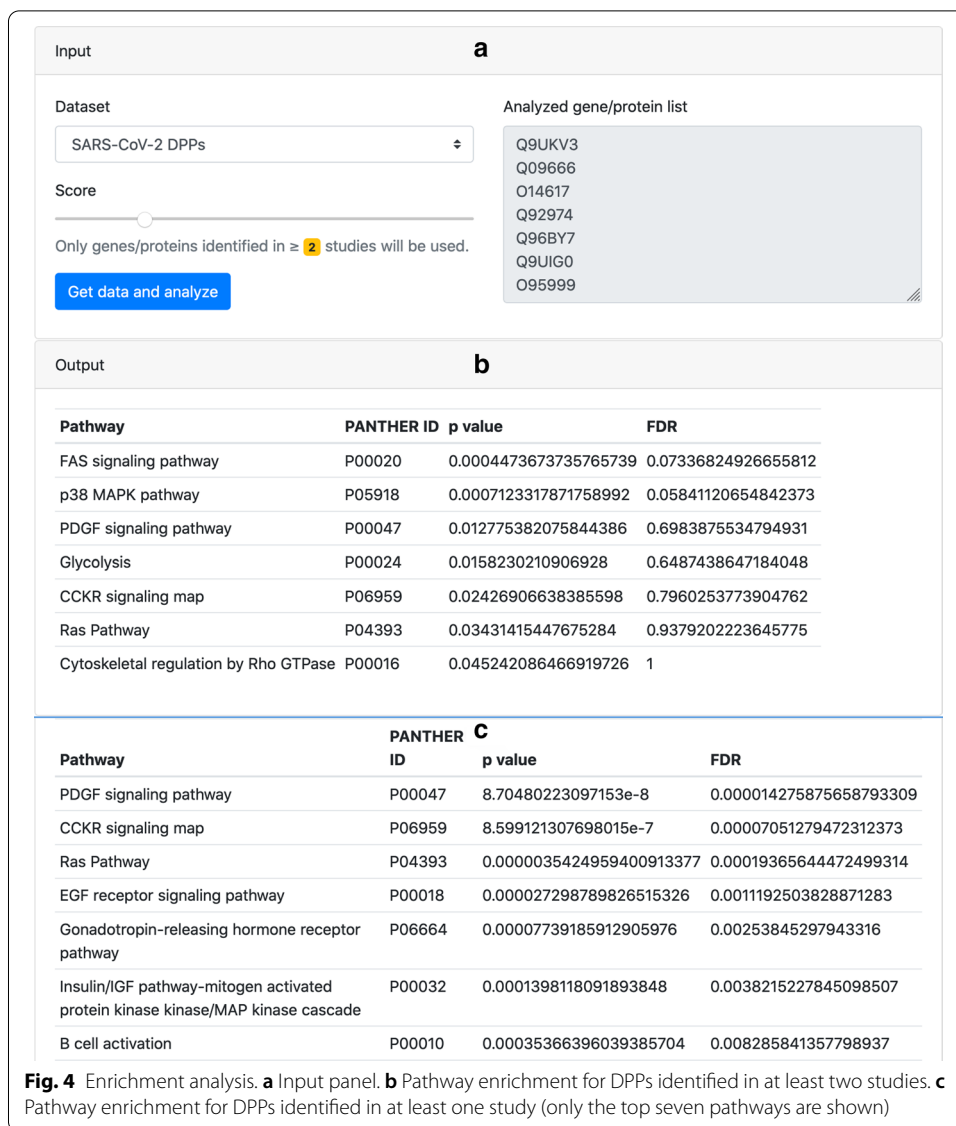 Input
a
Dataset
SARS-CoV-2 DPPs
Score
Only genes/proteins identified in ≥ 2 studies will be used.
Get data and analyze
Analyzed gene/protein list
Q9UKV3
Q09666
O14617
Q92974
Q96BY7
Q9UIG0
O95999
Output
b
Pathway PANTHER ID p value FDR
FAS signaling pathway P00020 0.0004473673735765739 0.07336824926655812
p38 MAPK pathway P05918 0.0007123317871758992 0.05841120654842373
PDGF signaling pathway P00047 0.012775382075844386 0.6983875534794931
Glycolysis P00024 0.0158230210906928 0.6487438647184048
CCKR signaling map P06959 0.02426906638385598 0.7960253773904762
Ras Pathway P04393 0.03431415447675284 0.9379202223645775
Cytoskeletal regulation by Rho GTPase P00016 0.045242086466919726 1
c
PANTHER
Pathway ID p value FDR
PDGF signaling pathway P00047 8.70480223097153e-8 0.000014275875658793309
CCKR signaling map P06959 8.599121307698015e-7 0.00007051279472312373
Ras Pathway P04393 0.0000035424959400913377 0.00019365644472499314
EGF receptor signaling pathway P00018 0.000027298789826515326 0.0011192503828871283
Gonadotropin-releasing hormone receptor P06664 0.00007739185912905976 0.00253845297943316
pathway
Insulin/IGF pathway-mitogen activated P00032 0.0001398118091893848 0.0038215227845098507
protein kinase kinase/MAP kinase cascade
B cell activation P00010 0.00035366396039385704 0.008285841357798937
Fig. 4 Enrichment analysis. a Input panel. b Pathway enrichment for DPPs identified in at least two studies. c
Pathway enrichment for DPPs identified in at least one study (only the top seven pathways are shown)